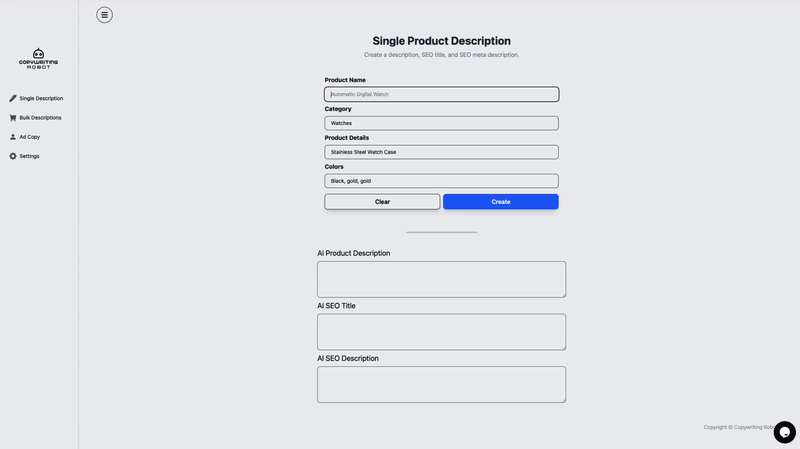 COPYWRITING
ROBOT
Single Description
Bulk Descriptions
Ad Copy
Settings
Single Product Description
Create a description, SEO title, and SEO meta description.
Product Name
Automatic Digital Watch
Category
Watches
Product Details
Stainless Steel Watch Case
Colors
Black, gold, gold
Clear
Create
AI Product Description
AI SEO Title
AI SEO Description
Copyright © Copywriting